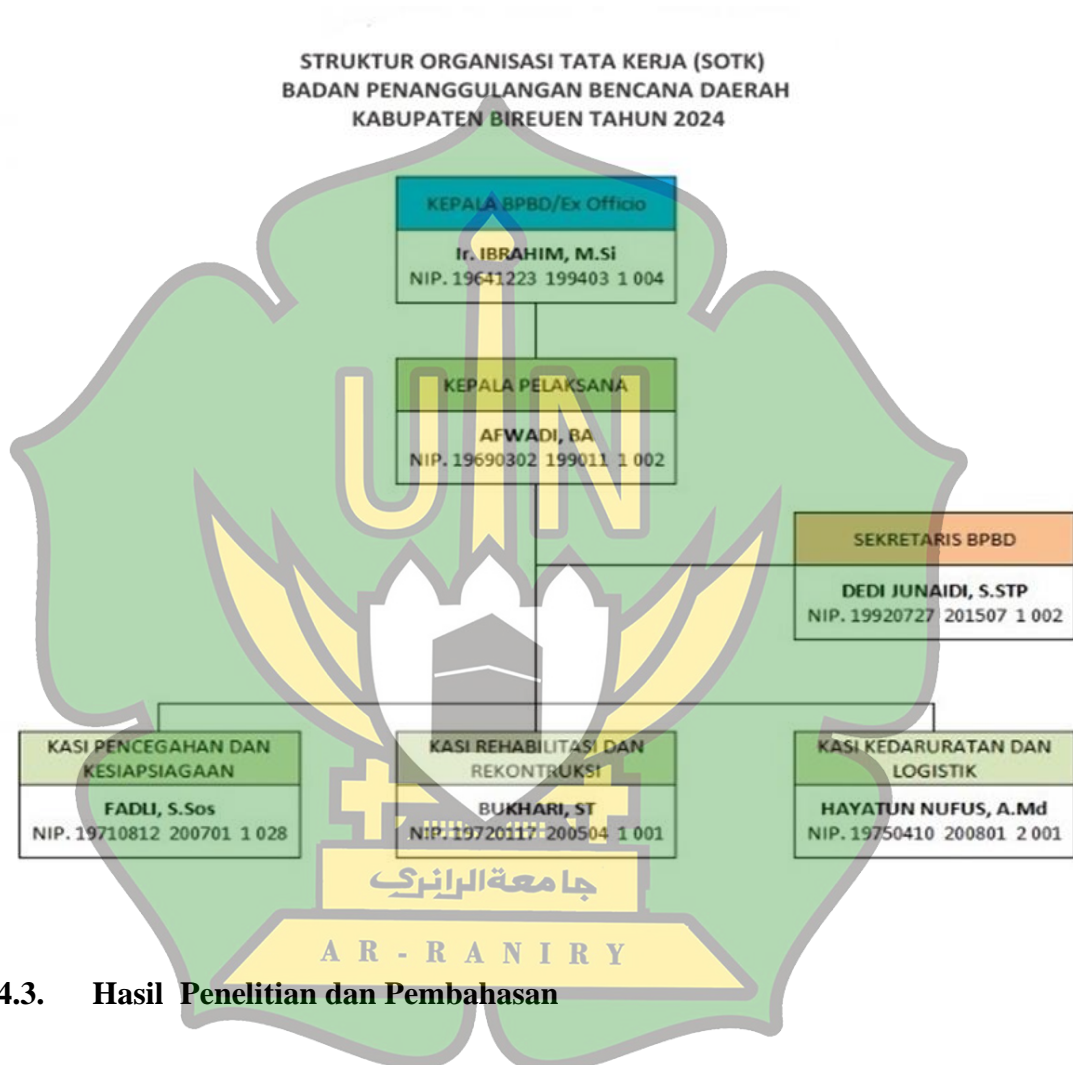 STRUKTUR ORGANISASI TATA KERJA (SOTK)
BADAN PENANGGULANGAN BENCANA DAERAH
KABUPATEN BIREUEN TAHUN 2024
KEPALA BPBD/Ex Officio
Ir. IBRAHIM, M.Si
NIP. 19641223 199403 1 004
KEPALA PELAKSANA
AFWADI, BA
NIP. 19690302 199011 1 002
SEKRETARIS BPBD
DEDI JUNAIDI, S.STP
NIP. 19920727 201507 1 002
KASI PENCEGAHAN DAN
KESIAPSIAGAAN
FADLI, S.Sos
NIP. 19710812 200701 1 028
KASI REHABILITASI DAN
REKONTRUKSI
BUKHARI, ST
NIP. 19720117 200504 1 001
KASI KEDARURATAN DAN
LOGISTIK
HAYATUN NUFUS, A.Md
NIP. 19750410 200801 2 001
UIN
جامعةالرانرك
AR-RANIRY
4.3. Hasil Penelitian dan Pembahasan